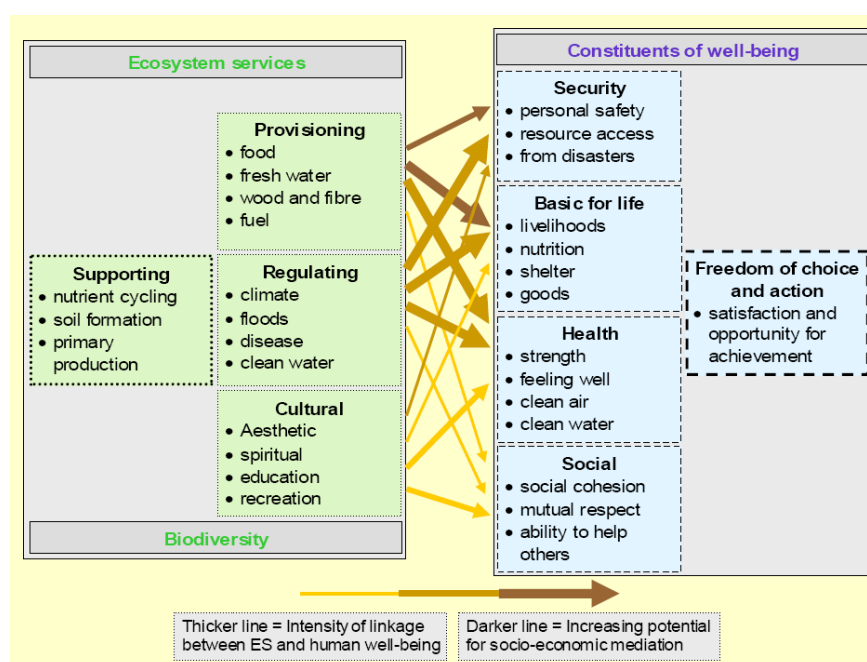 Ecosystem services
Provisioning
• food
• fresh water
• wood and fibre
• fuel
Supporting
• nutrient cycling
• soil formation
• primary
production
Regulating
• climate
• floods
• disease
• clean water
Cultural
• Aesthetic
• spiritual
• education
• recreation
Biodiversity
Constituents of well-being
Security
• personal safety
• resource access
• from disasters
Basic for life
• livelihoods
• nutrition
• shelter
• goods
Health
• strength
• feeling well
• clean air
• clean water
Social
• social cohesion
• mutual respect
• ability to help
others
Freedom of choice
and action
• satisfaction and
opportunity for
achievement
Thicker line = Intensity of linkage
between ES and human well-being
Darker line = Increasing potential
for socio-economic mediation